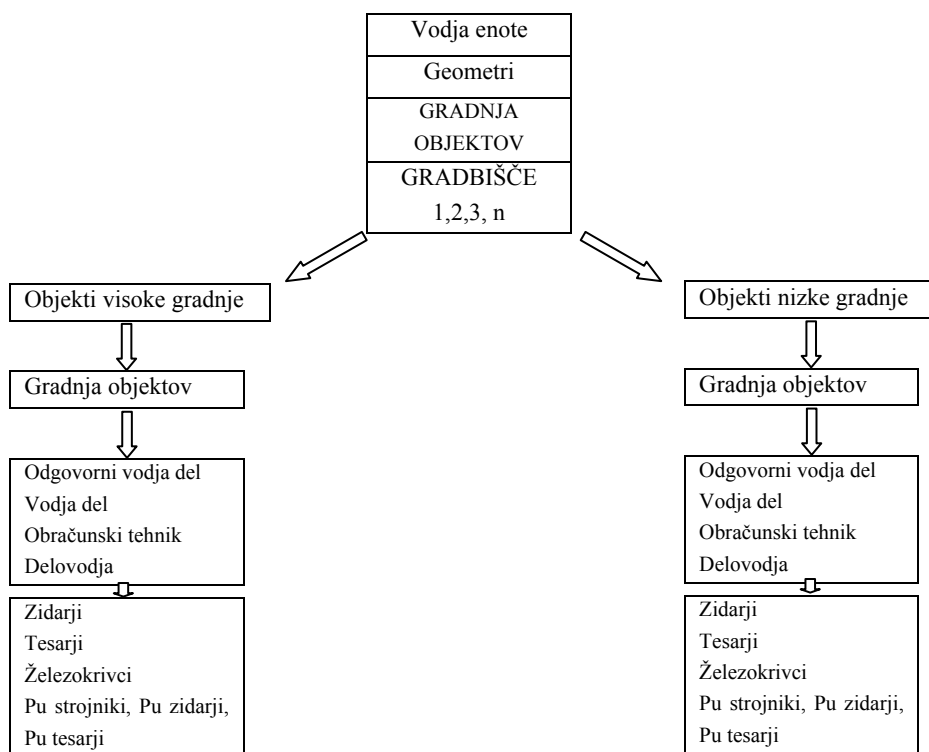 Vodja enote
Geometri
GRADNJA
OBJEKTOV
GRADBIŠČE
1,2,3, n
Objekti visoke gradnje
Gradnja objektov
Odgovorni vodja del
Vodja del
Obračunski tehnik
Delovodja
Zidarji
Tesarji
Železokrivci
Pu strojniki, Pu zidarji,
Pu tesarji
Objekti nizke gradnje
Gradnja objektov
Odgovorni vodja del
Vodja del
Obračunski tehnik
Delovodja
Zidarji
Tesarji
Železokrivci
Pu strojniki, Pu zidarji,
Pu tesarji